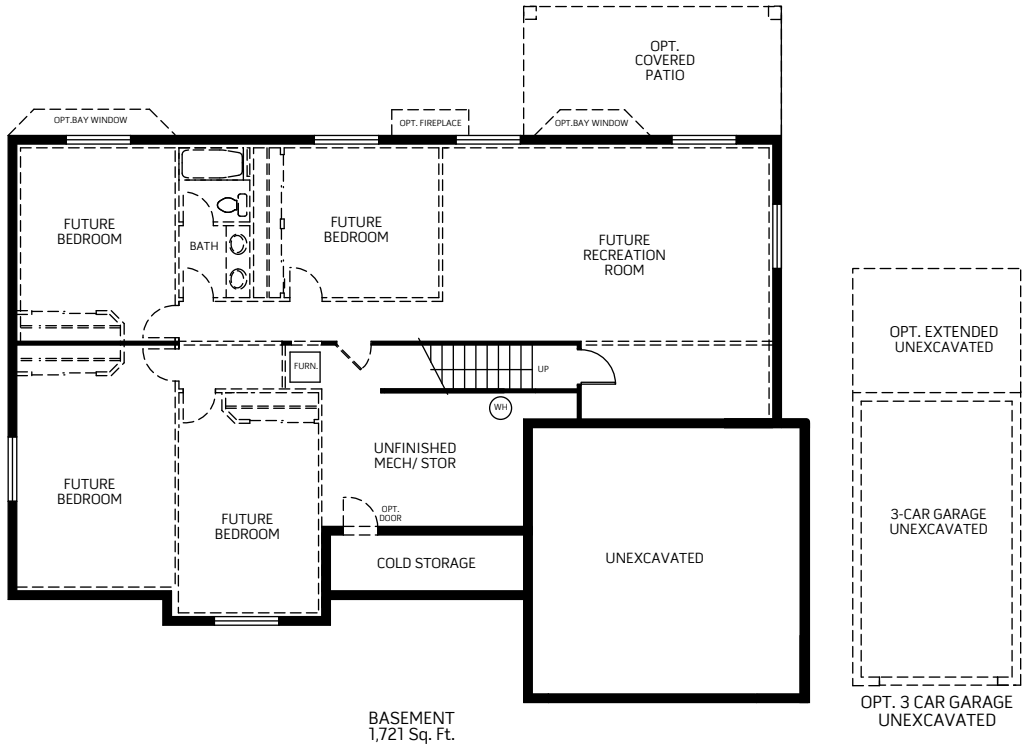 OPT.
COVERED
PATIO
OPT.BAY WINDOW
OPT. FIREPLACE
OPT.BAY WINDOW
FUTURE
BEDROOM
BATH
FUTURE
BEDROOM
FUTURE
RECREATION
ROOM
OPT. EXTENDED
UNEXCAVATED
FURN.
UP
WH
UNFINISHED
MECH/ STOR
FUTURE
BEDROOM
OPT.
DOOR
FUTURE
BEDROOM
3-CAR GARAGE
UNEXCAVATED
COLD STORAGE
UNEXCAVATED
OPT. 3 CAR GARAGE
UNEXCAVATED
BASEMENT
1,721 Sq. Ft.